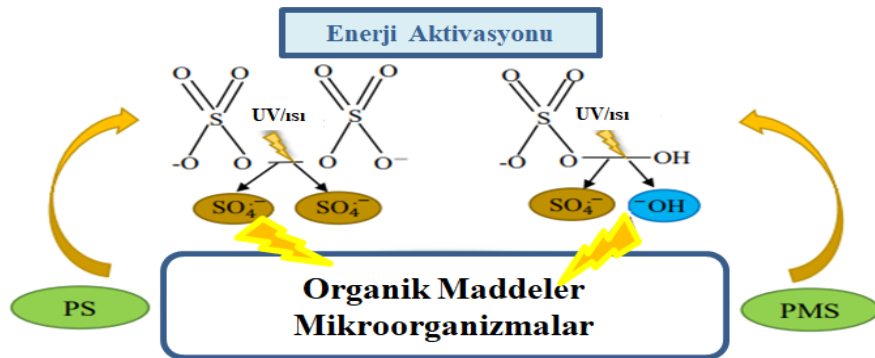 Enerji Aktivasyonu
O O O O
S UV/ısı S
-O O O O⁻
SO₄·⁻ SO₄·⁻
O O
S UV/ısı
-O O OH
SO₄·⁻ ⁻OH
PS
Organik Maddeler
Mikroorganizmalar
PMS